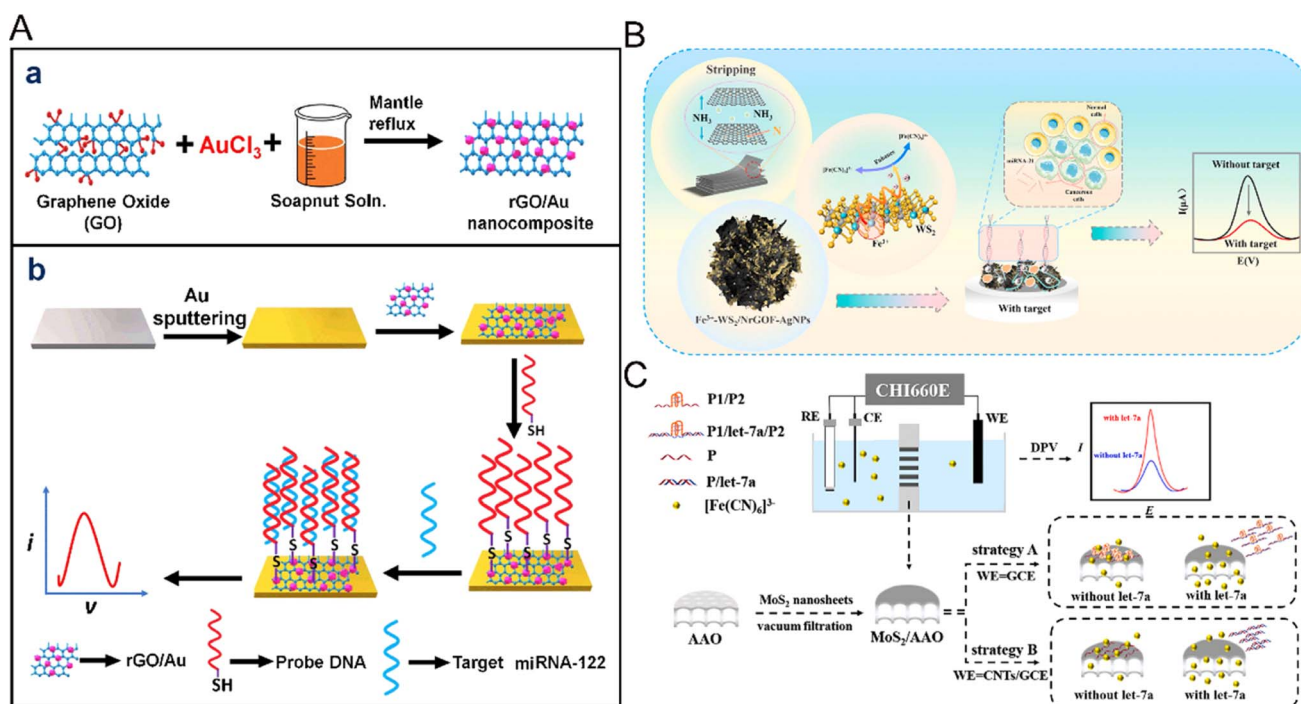 A
a
Graphene Oxide
(GO)
+
AuCl3
+
Soapnut Soln.
Mantle
reflux
rGO/Au
nanocomposite
b
Au
sputtering
SH
S
S
S
S
S
S
S
S
S
S
i
v
rGO/Au
SH
Probe DNA
Target miRNA-122
B
Stripping
NH3
NH3
NH3
N
[Fe(CN)6]3-
Enhance
WS2
Fe3+
Fe3+-WS2/NrGOF-AgNPs
Normal
cells
miRNA-21
Cancerous
cells
With target
I(μA)
Without target
With target
E(V)
C
P1/P2
P1/let-7a/P2
P
P/let-7a
[Fe(CN)6]3-
CHI660E
RE
CE
WE
DPV
I
with let-7a
without let-7a
E
AAO
MoS2 nanosheets
vacuum filtration
MoS2/AAO
strategy A
WE=GCE
without let-7a
with let-7a
strategy B
WE=CNTs/GCE
without let-7a
with let-7a